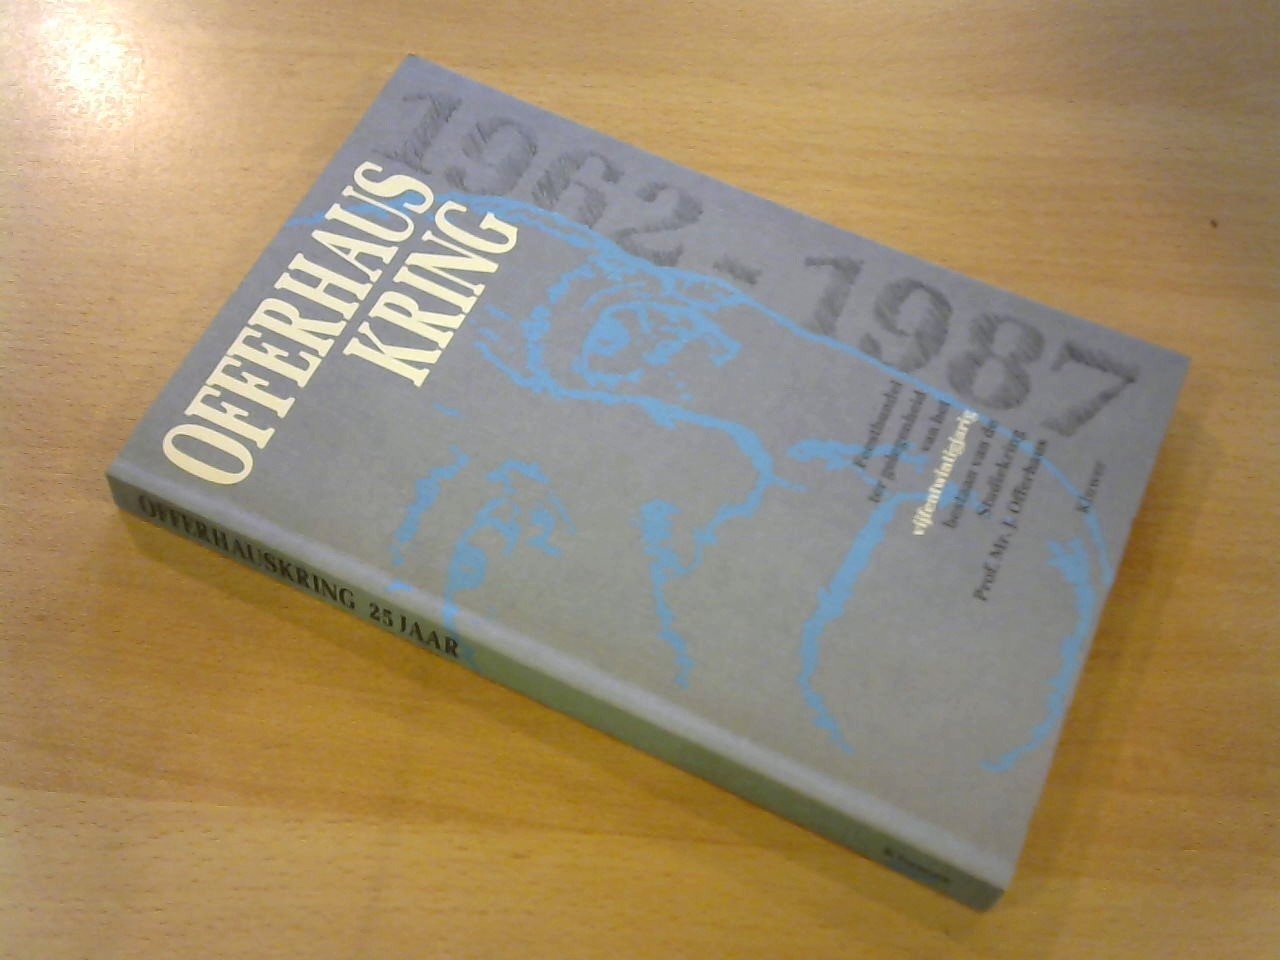 1962-1987
OFFERHAUS
KRING
Feestbundel
ter gelegenheid
van het
vijfentwintigjarig
bestaan van de
Studiekring
Prof. Mr. J. Offerhaus
Kluwer
OFFERHAUSKRING 25 JAAR